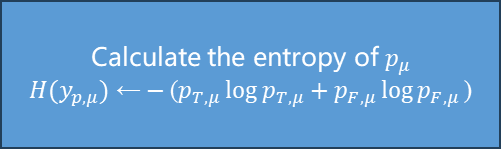 Calculate the entropy of p_μ
H(y_{p,μ}) ← − (p_{T,μ} log p_{T,μ} + p_{F,μ} log p_{F,μ} )